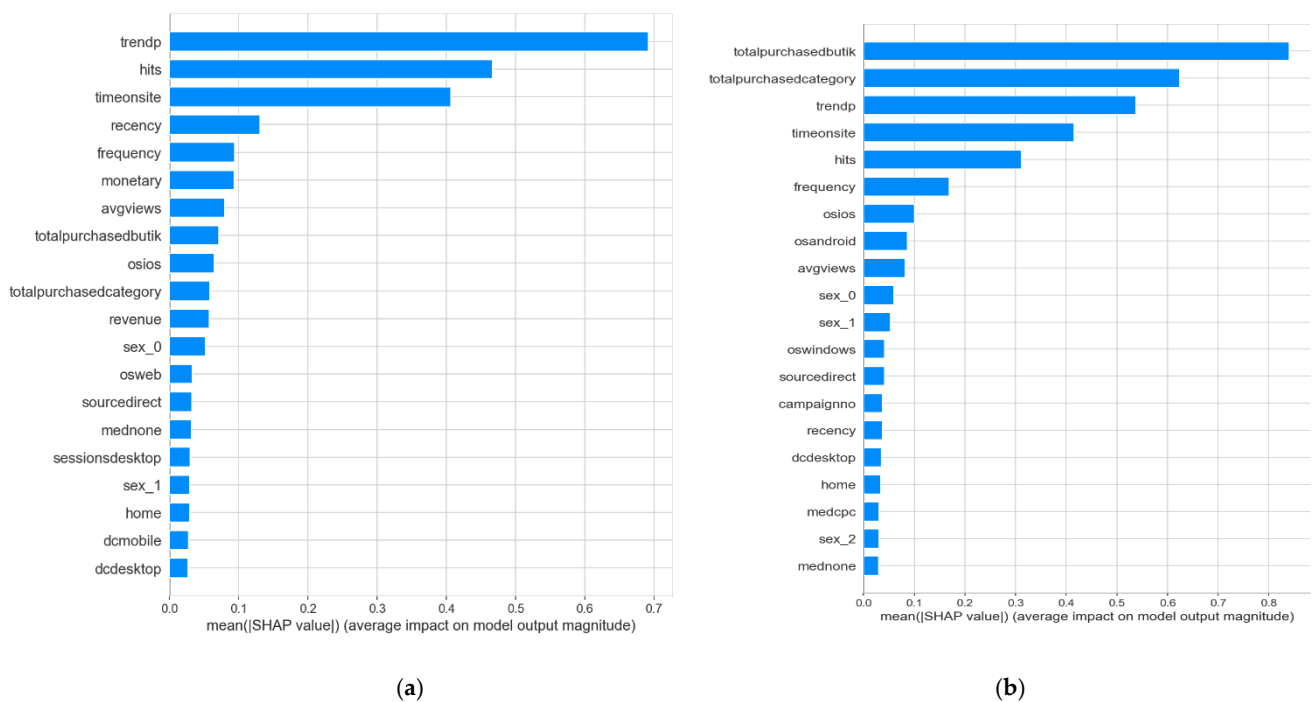 trendp
hits
timeonsite
recency
frequency
monetary
avgviews
totalpurchasedbutik
osios
totalpurchasedcategory
revenue
sex_0
osweb
sourcedirect
mednone
sessionsdesktop
sex_1
home
dcmobile
dcdesktop
0.0 0.1 0.2 0.3 0.4 0.5 0.6 0.7
mean(|SHAP value|) (average impact on model output magnitude)
(a)
totalpurchasedbutik
totalpurchasedcategory
trendp
timeonsite
hits
frequency
osios
osandroid
avgviews
sex_0
sex_1
oswindows
sourcedirect
campaignno
recency
dcdesktop
home
medcpc
sex_2
mednone
0.0 0.1 0.2 0.3 0.4 0.5 0.6 0.7 0.8
mean(|SHAP value|) (average impact on model output magnitude)
(b)